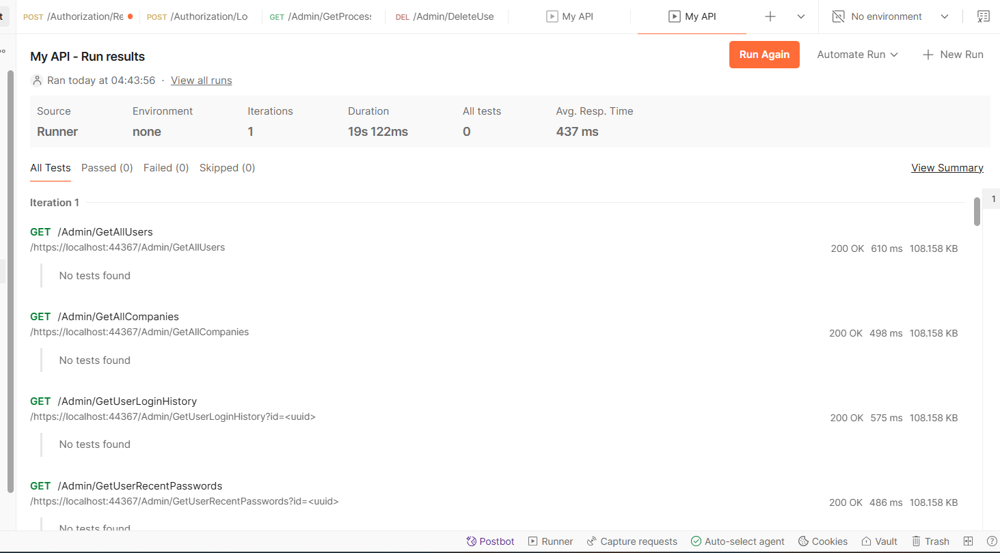 t POST /Authorization/Re POST /Authorization/Lo GET /Admin/GetProces DEL /Admin/DeleteUse My API My API No environment
My API - Run results
Run Again Automate Run New Run
Ran today at 04:43:56 · View all runs
Source Environment Iterations Duration All tests Avg. Resp. Time
Runner none 1 19s 122ms 0 437 ms
All Tests Passed (0) Failed (0) Skipped (0) View Summary
Iteration 1
1
GET /Admin/GetAllUsers
/https://localhost:44367/Admin/GetAllUsers
200 OK 610 ms 108.158 KB
No tests found
GET /Admin/GetAllCompanies
/https://localhost:44367/Admin/GetAllCompanies
200 OK 498 ms 108.158 KB
No tests found
GET /Admin/GetUserLoginHistory
/https://localhost:44367/Admin/GetUserLoginHistory?id=<uuid>
200 OK 575 ms 108.158 KB
No tests found
GET /Admin/GetUserRecentPasswords
/https://localhost:44367/Admin/GetUserRecentPasswords?id=<uuid>
200 OK 486 ms 108.158 KB
No tests found
Postbot Runner Capture requests Auto-select agent Cookies Vault Trash